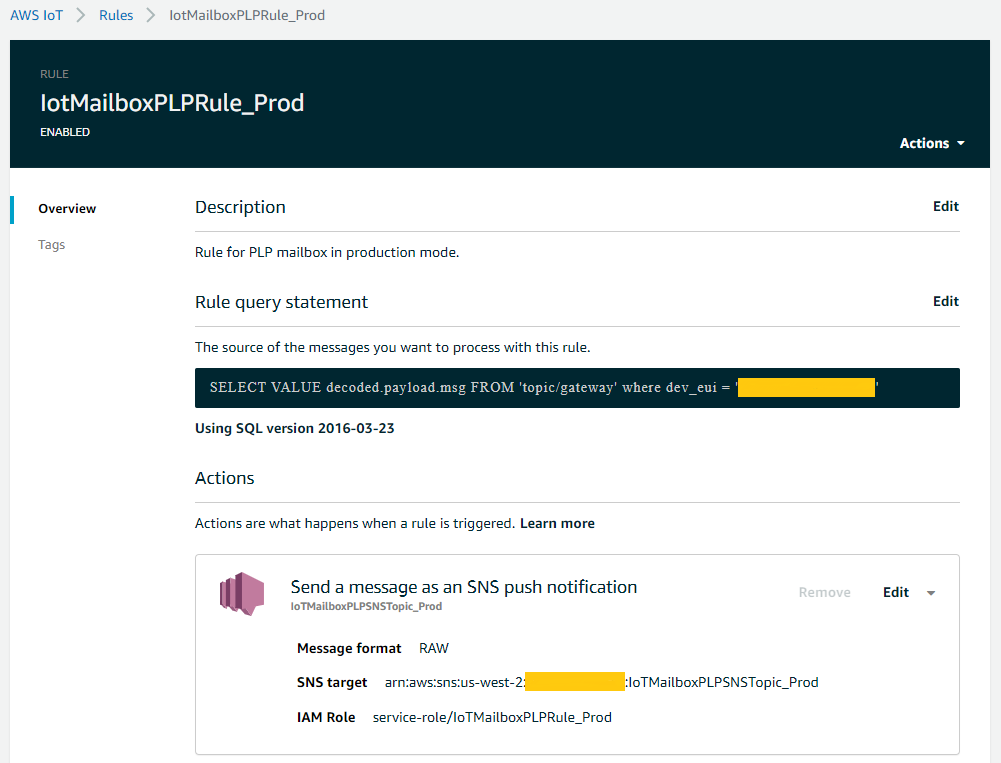 AWS IoT > Rules > IotMailboxPLPRule_Prod
RULE
IotMailboxPLPRule_Prod
ENABLED
Actions
Overview
Tags
Description Edit
Rule for PLP mailbox in production mode.
Rule query statement Edit
The source of the messages you want to process with this rule.
SELECT VALUE decoded.payload.msg FROM 'topic/gateway' where dev_eui = ' '
Using SQL version 2016-03-23
Actions
Actions are what happens when a rule is triggered. Learn more
Send a message as an SNS push notification Remove Edit
IoTMailboxPLPSNSTopic_Prod
Message format RAW
SNS target arn:aws:sns:us-west-2: :IoTMailboxPLPSNSTopic_Prod
IAM Role service-role/IoTMailboxPLPRule_Prod